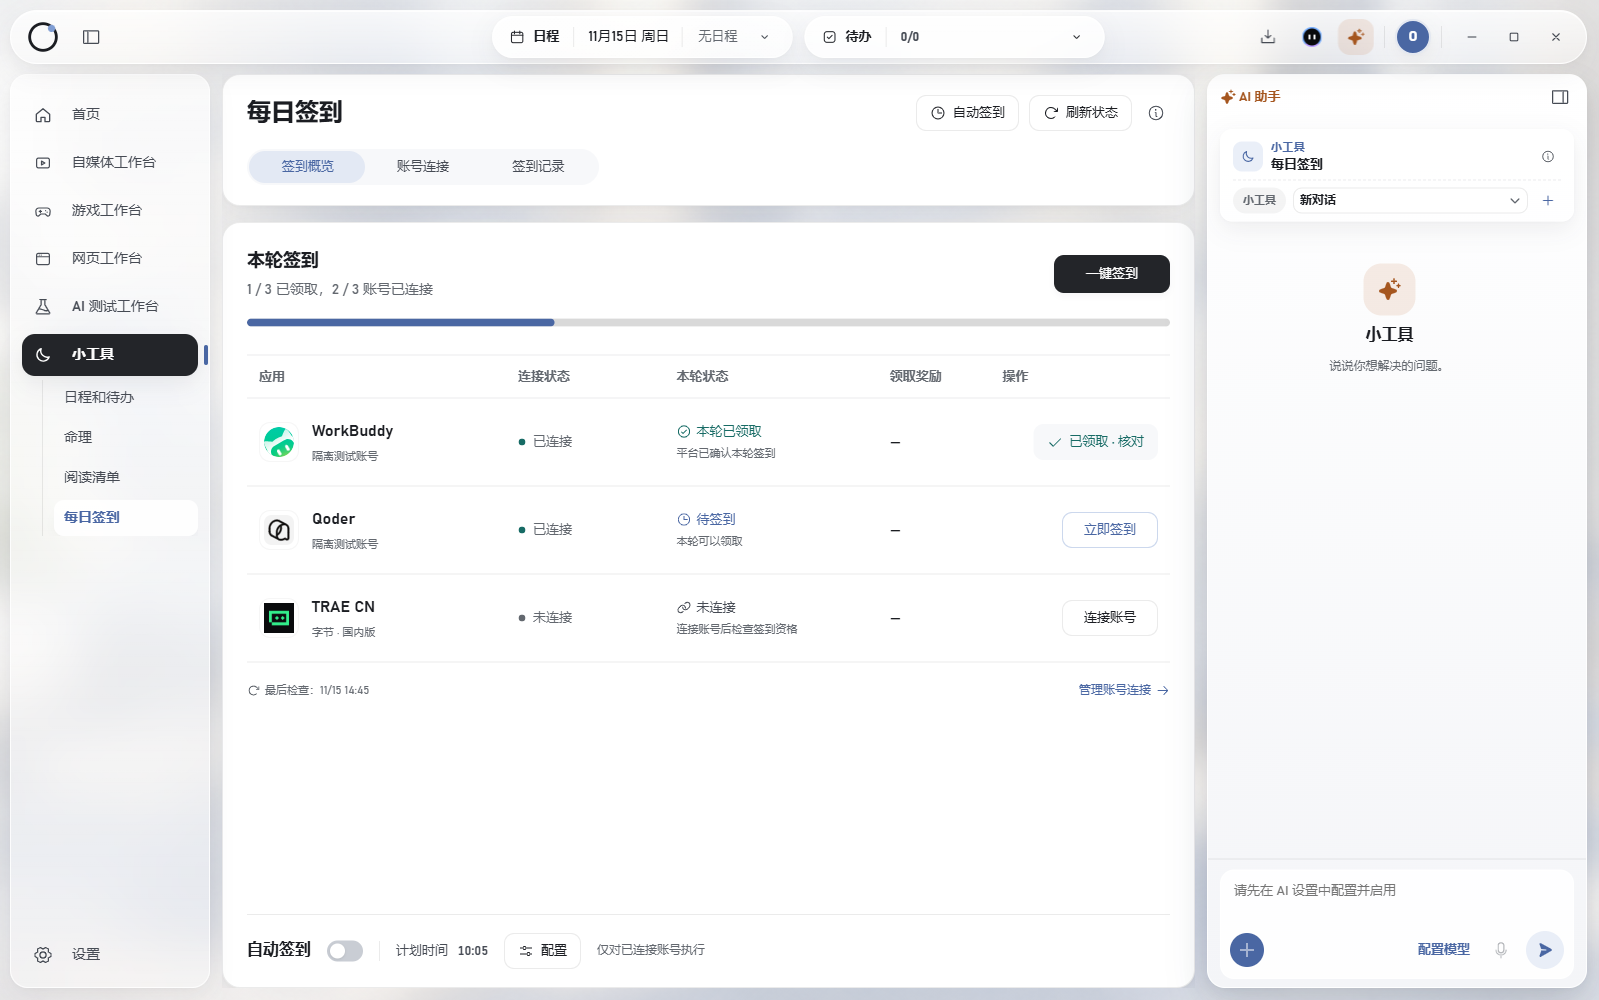 日程 11月15日 周日 无日程
待办 0/0
0
首页
自媒体工作台
游戏工作台
网页工作台
AI 测试工作台
小工具
日程和待办
命理
阅读清单
每日签到
设置
每日签到
自动签到 刷新状态
签到概览 账号连接 签到记录
本轮签到
1 / 3 已领取，2 / 3 账号已连接
一键签到
应用 连接状态 本轮状态 领取奖励 操作
WorkBuddy
隔离测试账号
已连接
本轮已领取
平台已确认本轮签到
—
已领取 · 核对
Qoder
隔离测试账号
已连接
待签到
本轮可以领取
—
立即签到
TRAE CN
字节 · 国内版
未连接
未连接
连接账号后检查签到资格
—
连接账号
最后检查：11/15 14:45
管理账号连接
自动签到 计划时间 10:05 配置 仅对已连接账号执行
AI 助手
小工具
每日签到
小工具 新对话
小工具
说说你想解决的问题。
请先在 AI 设置中配置并启用
配置模型